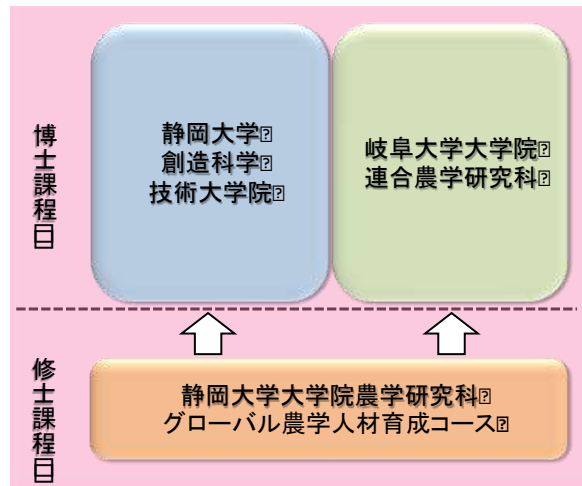 博士課程
静岡大学
創造科学
技術大学院
岐阜大学大学院
連合農学研究科
修士課程
静岡大学大学院農学研究科
グローバル農学人材育成コース